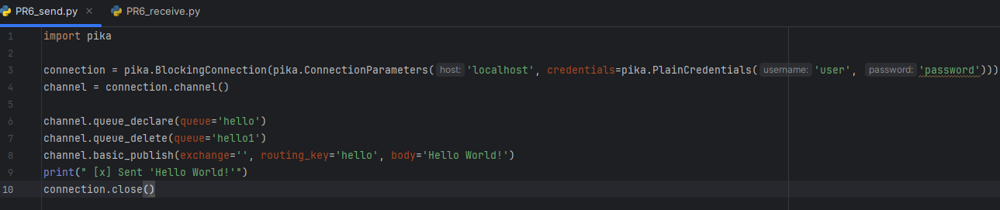 PR6_send.py × PR6_receive.py
1 import pika
2
3 connection = pika.BlockingConnection(pika.ConnectionParameters( host: 'localhost', credentials=pika.PlainCredentials( username: 'user', password: 'password')))
4 channel = connection.channel()
5
6 channel.queue_declare(queue='hello')
7 channel.queue_delete(queue='hello1')
8 channel.basic_publish(exchange='', routing_key='hello', body='Hello World!')
9 print(" [x] Sent 'Hello World!'")
10 connection.close()